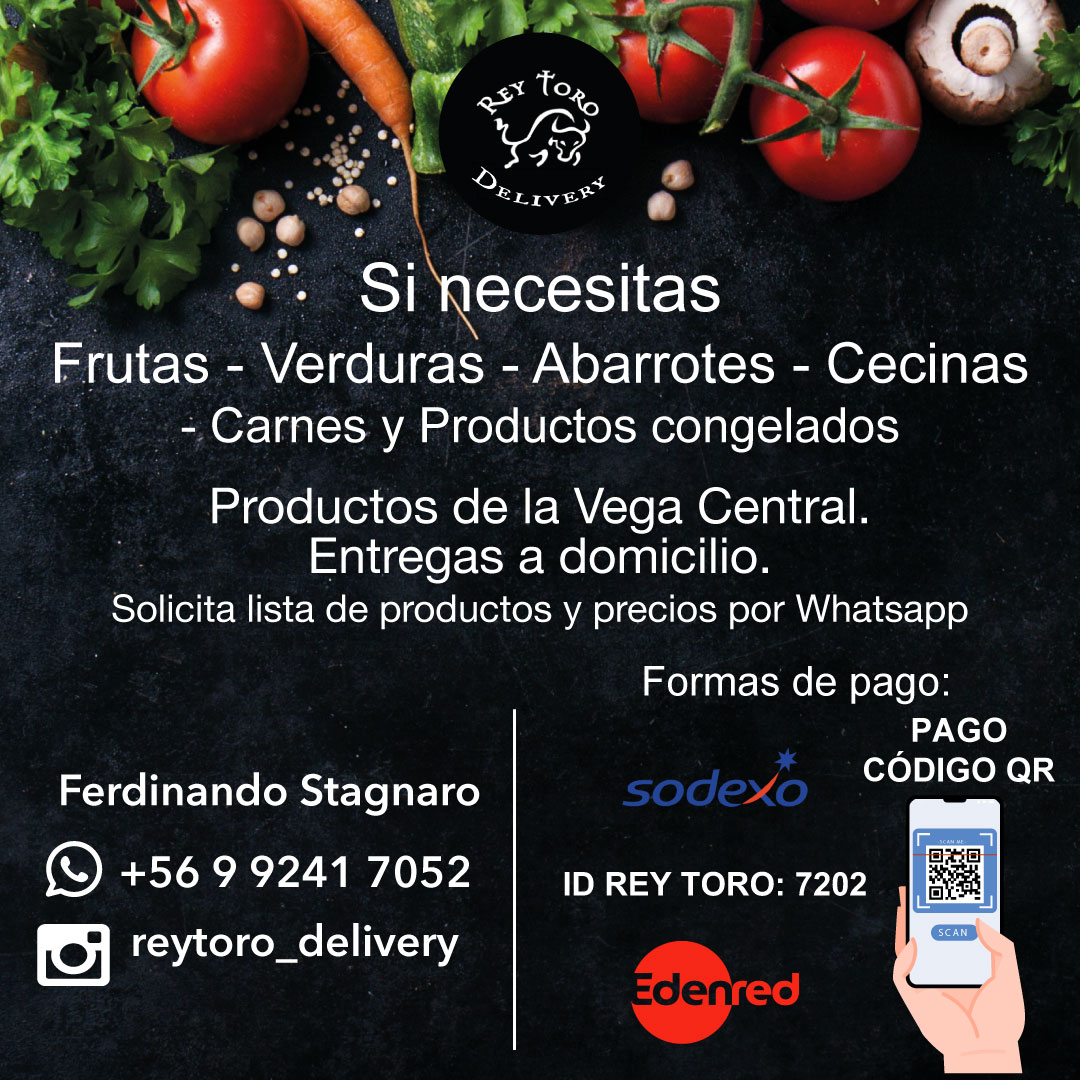 REY TORO
DELIVERY
Si necesitas
Frutas - Verduras - Abarrotes - Cecinas
- Carnes y Productos congelados
Productos de la Vega Central.
Entregas a domicilio.
Solicita lista de productos y precios por Whatsapp
Formas de pago:
Ferdinando Stagnaro
+56 9 9241 7052
reytoro_delivery
sodexo
ID REY TORO: 7202
Edenred
PAGO
CÓDIGO QR
SCAN ME
SCAN